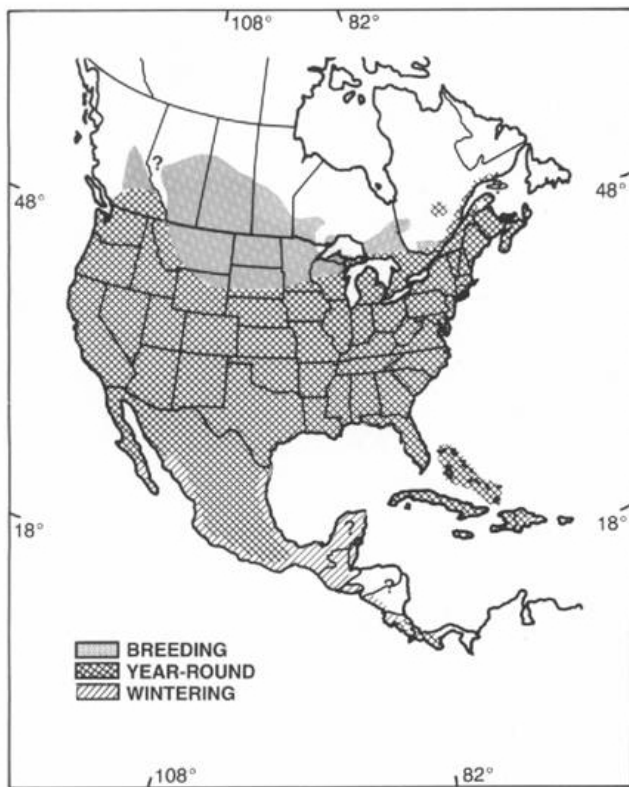 108° 82°
?
48° 48°
18° 18°
?
?
BREEDING
YEAR-ROUND
WINTERING
108° 82°